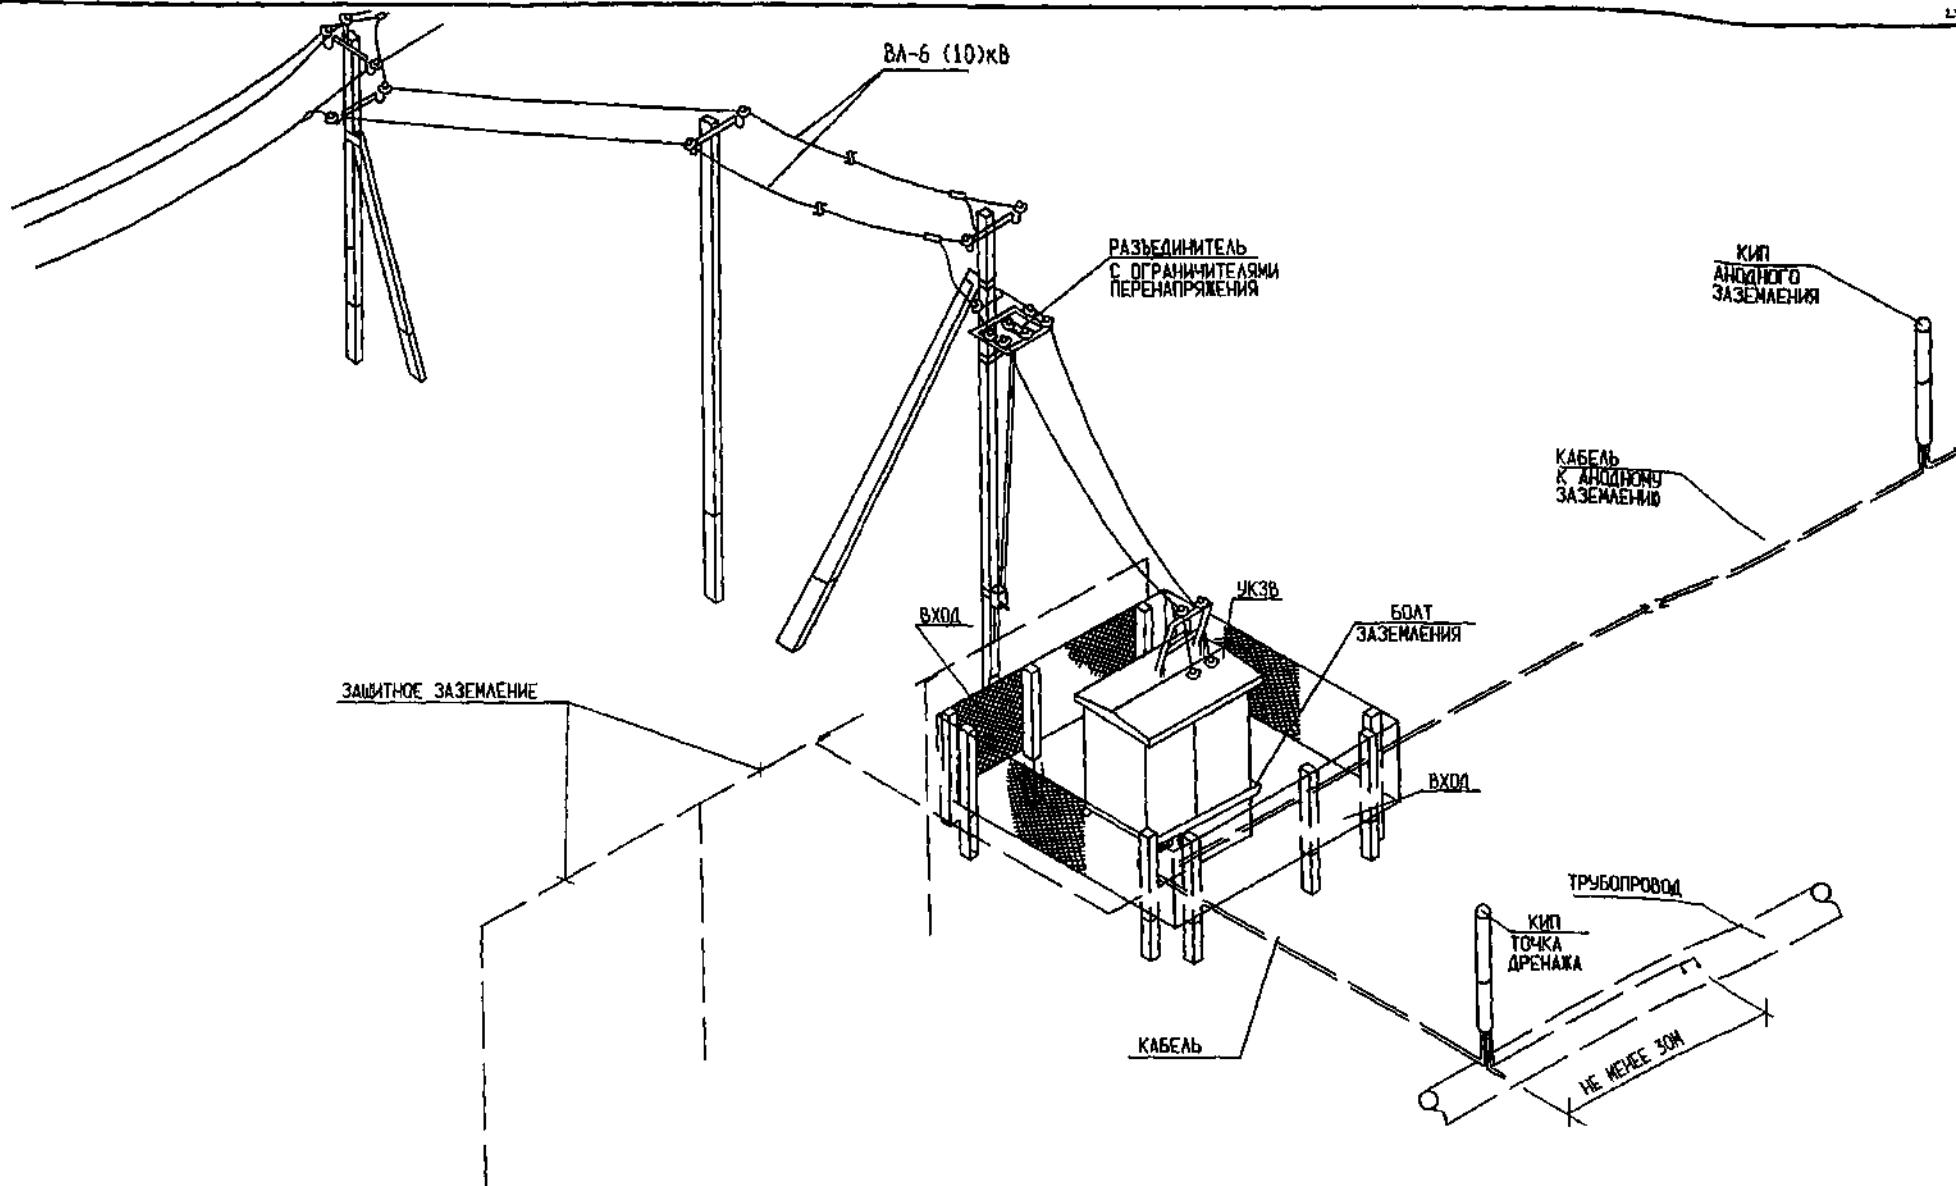 ВЛ-6 (10)кВ
РАЗЪЕДИНИТЕЛЬ
С ОГРАНИЧИТЕЛЯМИ
ПЕРЕНАПРЯЖЕНИЯ
КИП
АНОДНОГО
ЗАЗЕМЛЕНИЯ
КАБЕЛЬ
К АНОДНОМУ
ЗАЗЕМЛЕНИЮ
ВХОД
УКЗВ
БОЛТ
ЗАЗЕМЛЕНИЯ
ЗАЩИТНОЕ ЗАЗЕМЛЕНИЕ
ВХОД
ТРУБОПРОВОД
КИП
ТОЧКА
ДРЕНАЖА
КАБЕЛЬ
НЕ МЕНЕЕ 30М